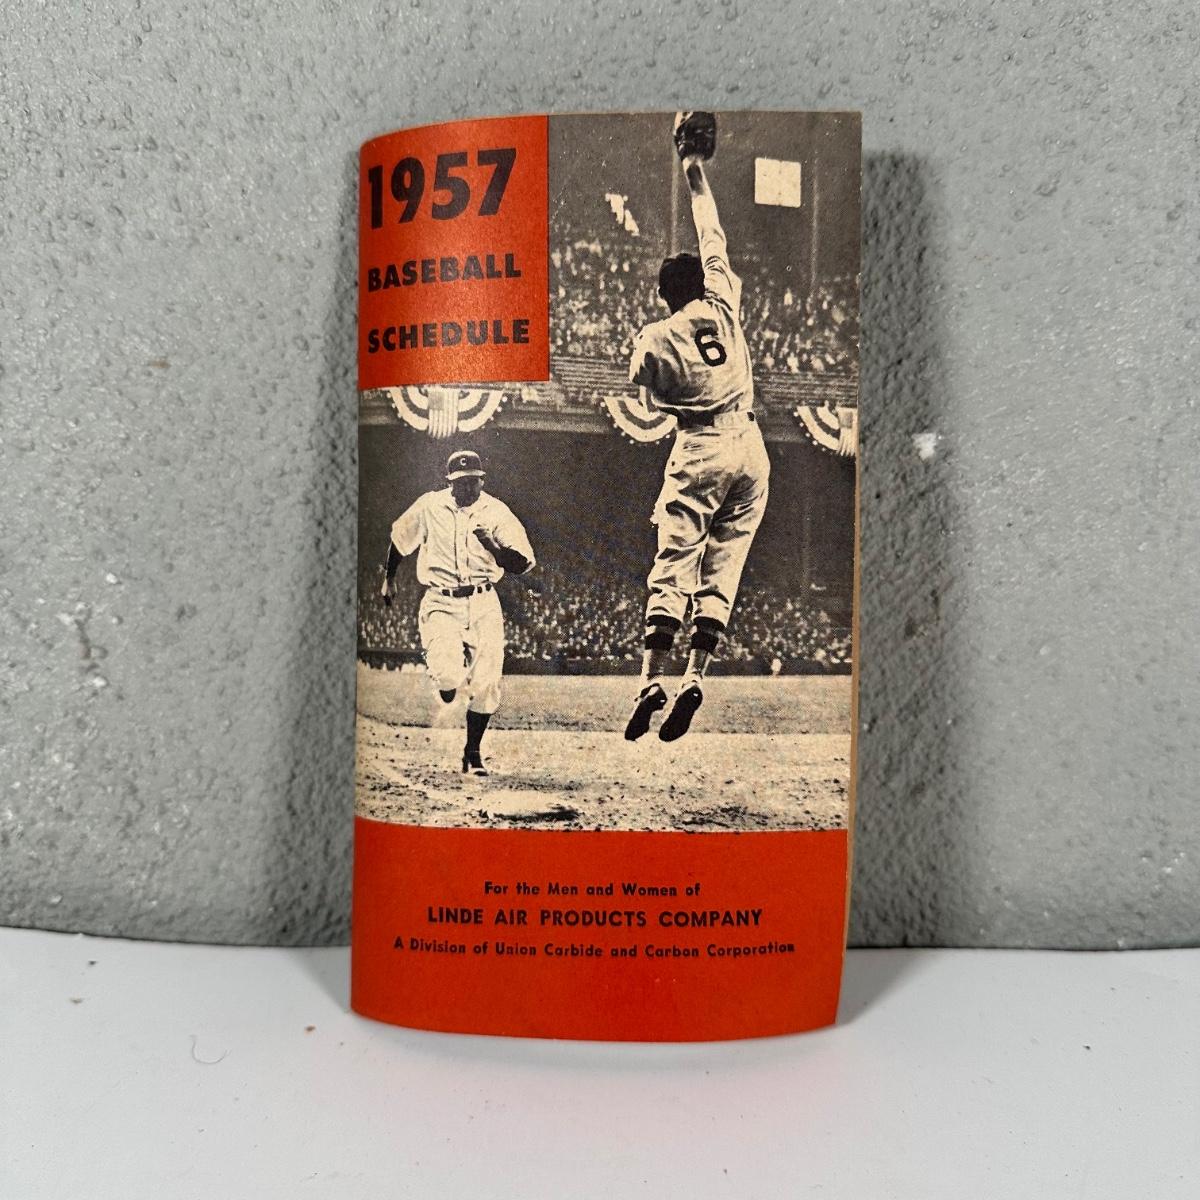 1957
BASEBALL
SCHEDULE
6
C
For the Men and Women of
LINDE AIR PRODUCTS COMPANY
A Division of Union Carbide and Carbon Corporation